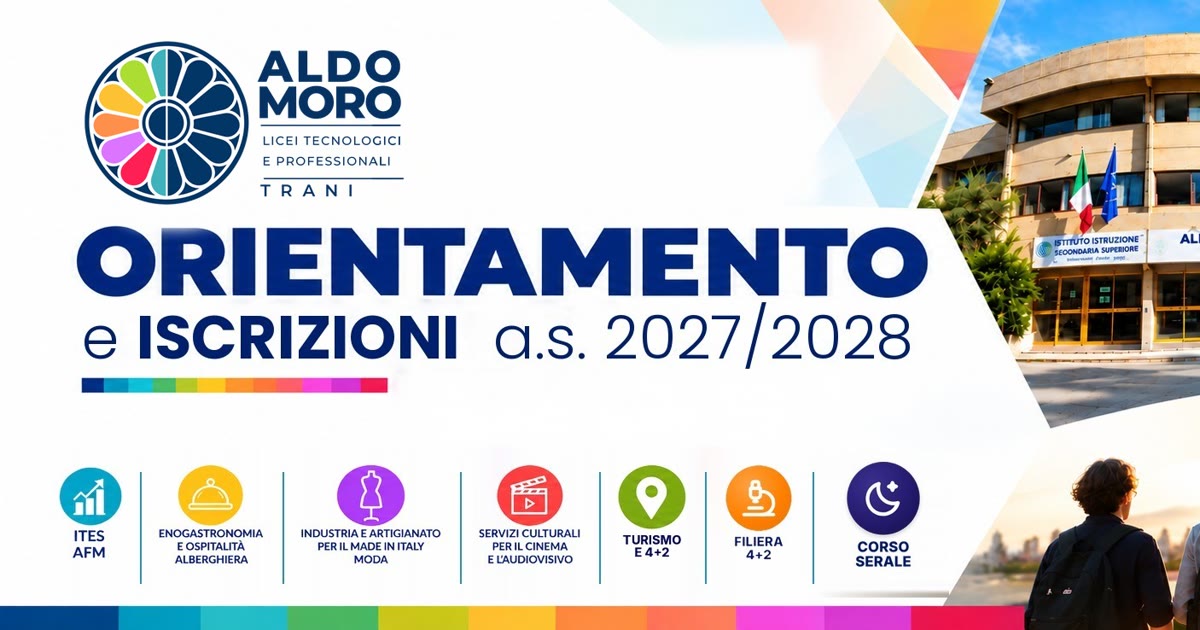 ALDO
MORO
LICEI TECNOLOGICI
E PROFESSIONALI
TRANI
ORIENTAMENTO
e ISCRIZIONI a.s. 2027/2028
ISTITUTO ISTRUZIONE
SECONDARIA SUPERIORE
ITES
AFM
ENOGASTRONOMIA
E OSPITALITÀ
ALBERGHIERA
INDUSTRIA E ARTIGIANATO
PER IL MADE IN ITALY
MODA
SERVIZI CULTURALI
PER IL CINEMA
E L'AUDIOVISIVO
TURISMO
E 4+2
FILIERA
4+2
CORSO
SERALE